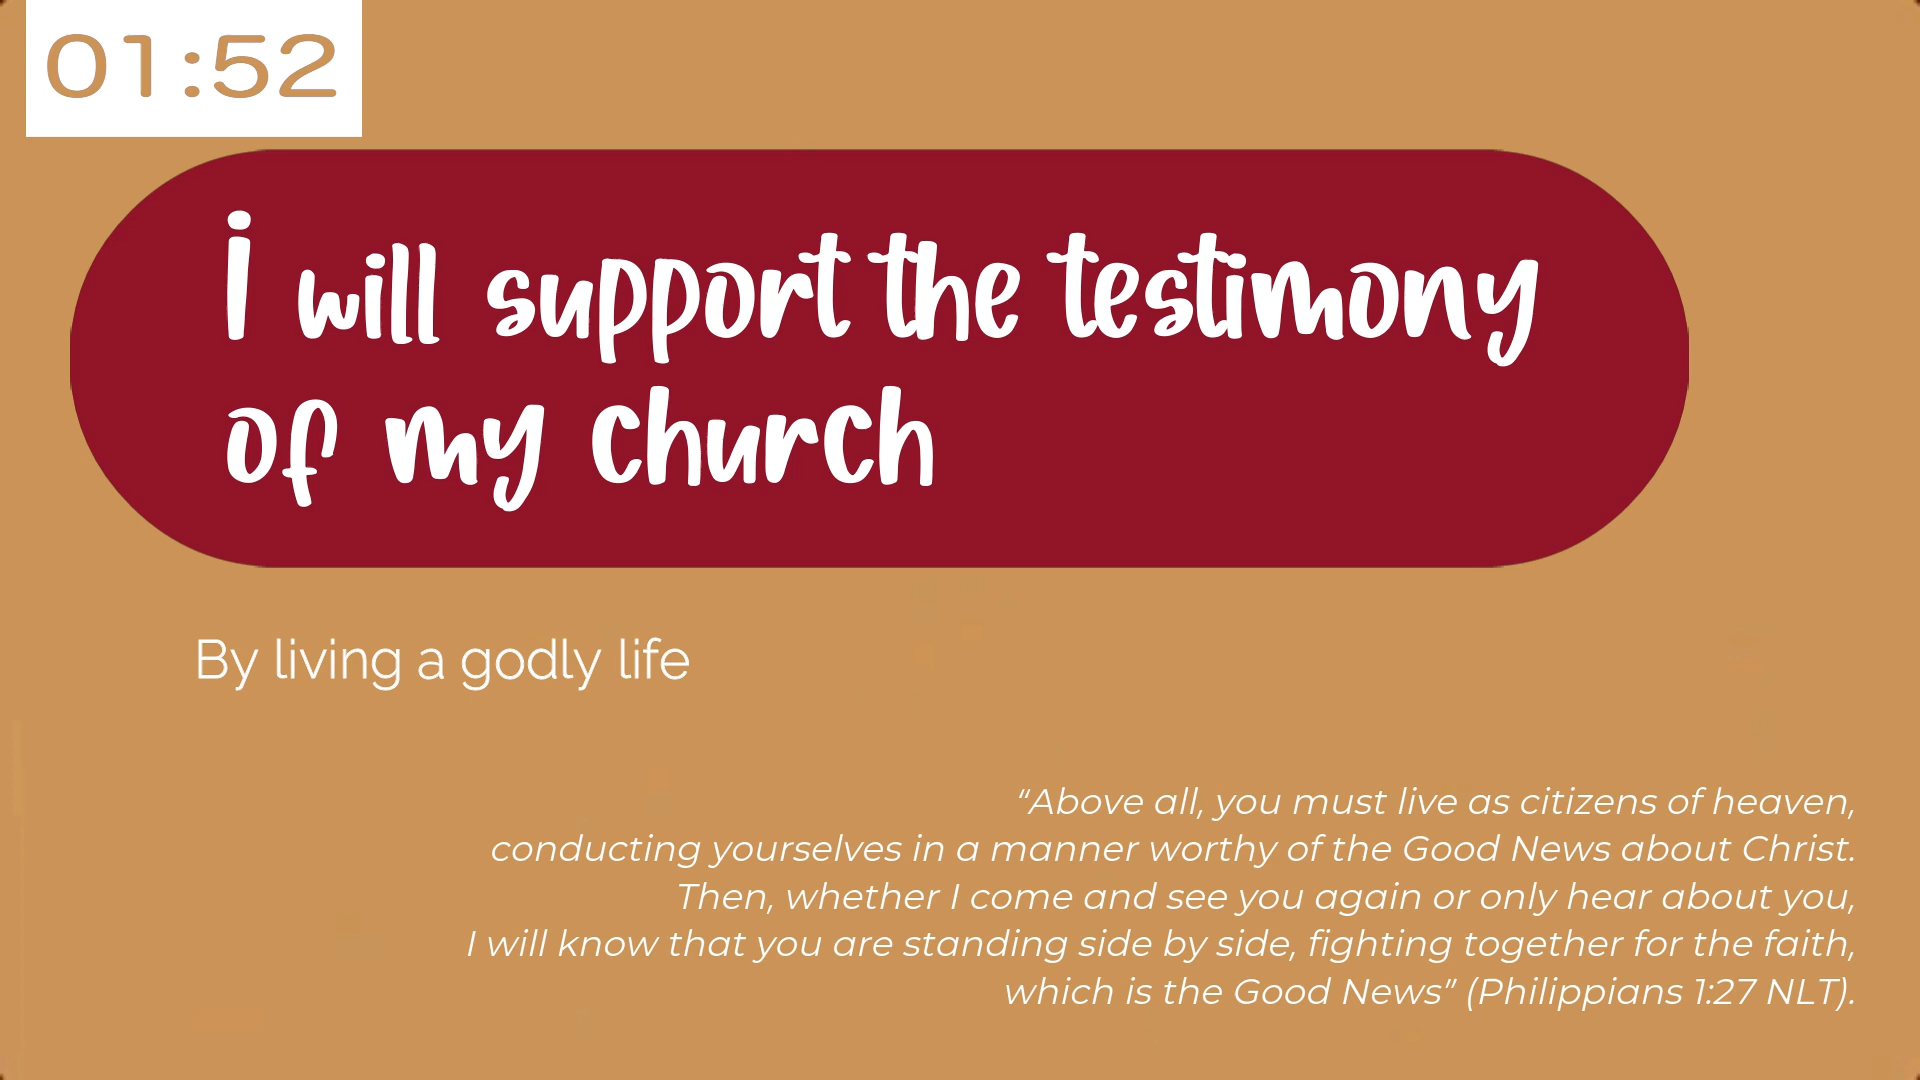 01:52
I will support the testimony
of my church
By living a godly life
“Above all, you must live as citizens of heaven,
conducting yourselves in a manner worthy of the Good News about Christ.
Then, whether I come and see you again or only hear about you,
I will know that you are standing side by side, fighting together for the faith,
which is the Good News” (Philippians 1:27 NLT).